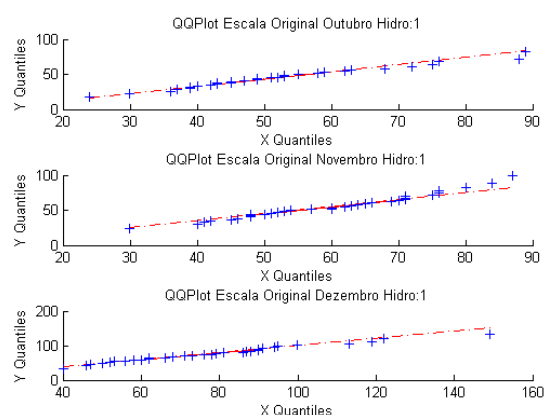 QQPlot Escala Original Outubro Hidro:1
100
50
0
Y Quantiles
20 30 40 50 60 70 80 90
X Quantiles
QQPlot Escala Original Novembro Hidro:1
100
50
0
Y Quantiles
20 30 40 50 60 70 80 90
X Quantiles
QQPlot Escala Original Dezembro Hidro:1
200
100
0
Y Quantiles
40 60 80 100 120 140 160
X Quantiles